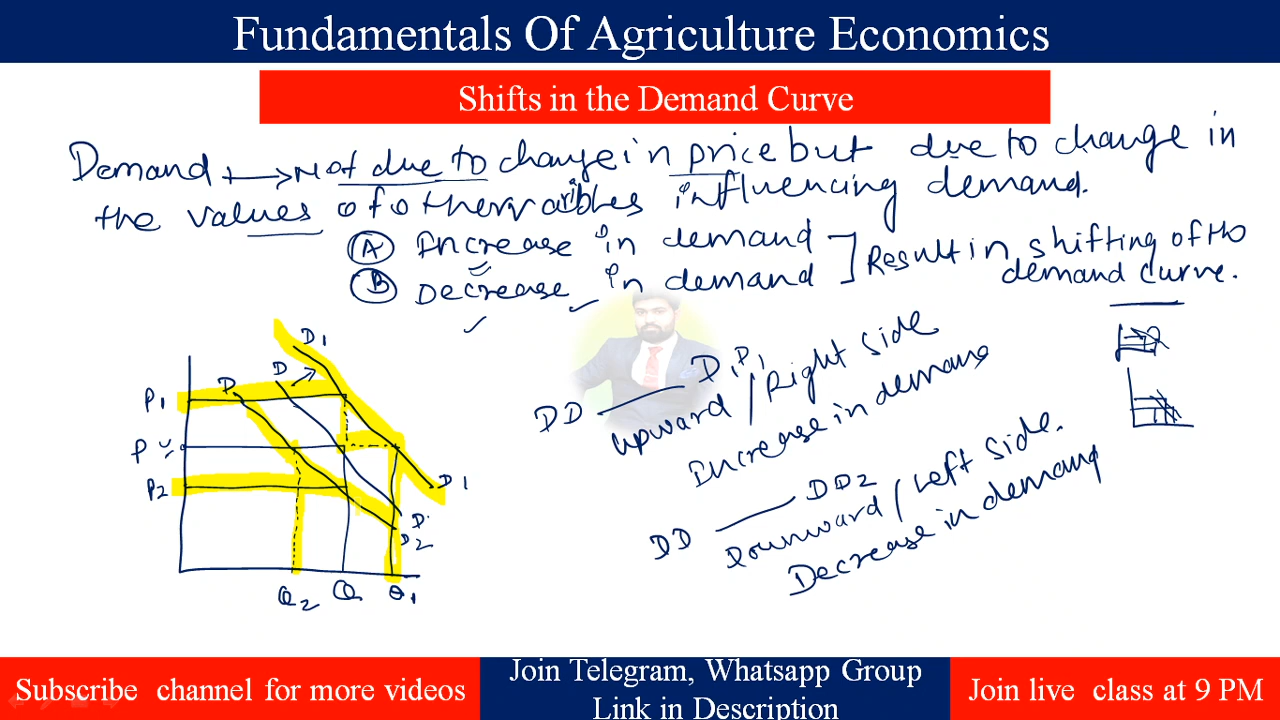 Fundamentals Of Agriculture Economics
Shifts in the Demand Curve
Demand → Not due to change in price but due to change in
the values of other variables influencing demand.
(A) Increase in demand
(B) Decrease in demand
] Result in shifting of the
demand curve.
D1
D
D
P1
P
P2
D1
D
D2
Q2 Q Q1
DD — D1D1
upward / Right side
Increase in demand
DD — DD2
Downward / Left side.
Decrease in demand
Subscribe channel for more videos
Join Telegram, Whatsapp Group
Link in Description
Join live class at 9 PM